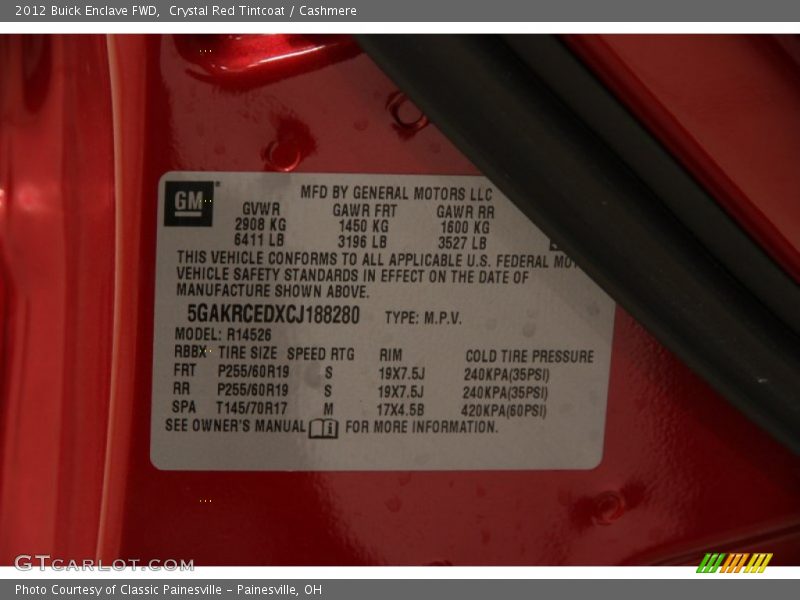 2012 Buick Enclave FWD,  Crystal Red Tintcoat / Cashmere
GM
MFD BY GENERAL MOTORS LLC
GVWR GAWR FRT GAWR RR
2908 KG 1450 KG 1600 KG
6411 LB 3196 LB 3527 LB
THIS VEHICLE CONFORMS TO ALL APPLICABLE U.S. FEDERAL
VEHICLE SAFETY STANDARDS IN EFFECT ON THE DATE OF
MANUFACTURE SHOWN ABOVE.
5GAKRCEDXCJ188280 TYPE: M.P.V.
MODEL: R14526
RBBX TIRE SIZE SPEED RTG RIM COLD TIRE PRESSURE
FRT P255/60R19 S 19X7.5J 240KPA(35PSI)
RR P255/60R19 S 19X7.5J 240KPA(35PSI)
SPA T145/70R17 M 17X4.5B 420KPA(60PSI)
SEE OWNER'S MANUAL i FOR MORE INFORMATION.
GTCARLOT.COM
Photo Courtesy of Classic Painesville - Painesville, OH